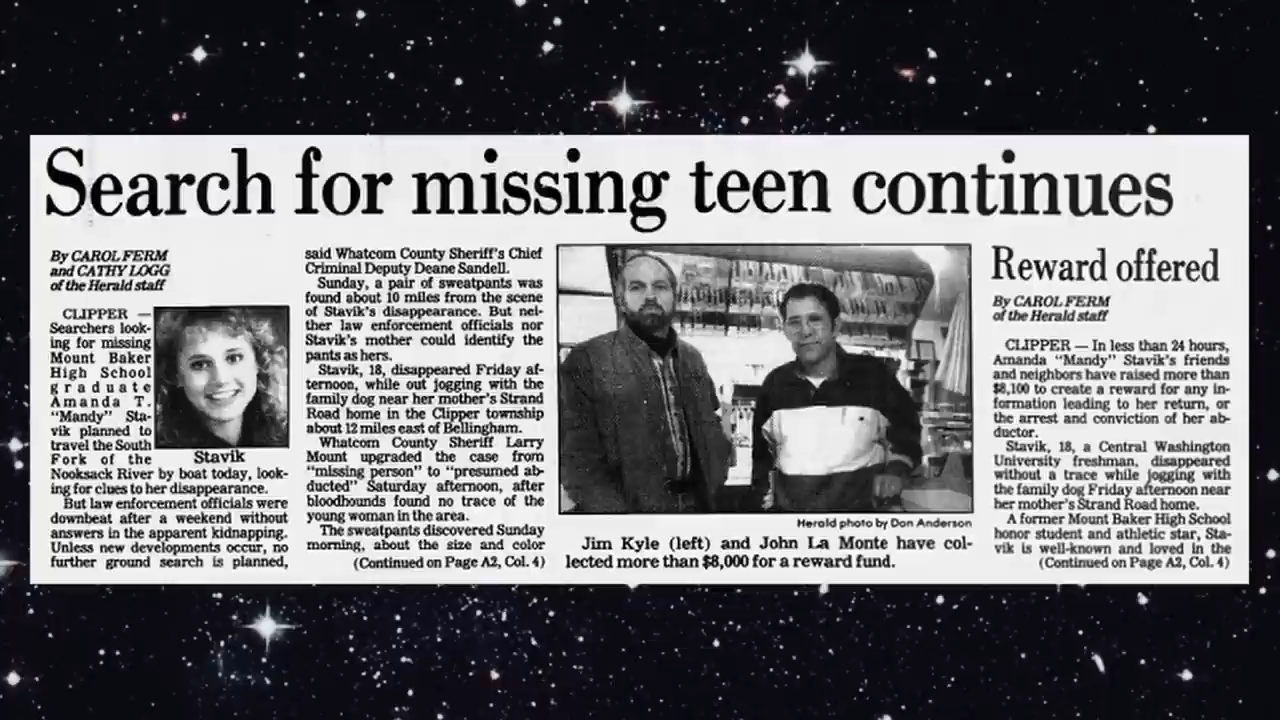 Search for missing teen continues
By CAROL FERM
and CATHY LOGG
of the Herald staff
CLIPPER —
Searchers look-
ing for missing
Mount Baker
High School
graduate
Amanda T.
"Mandy" Sta-
vik planned to
travel the South
Fork of the
Stavik
Nooksack River by boat today, look-
ing for clues to her disappearance.
But law enforcement officials were
downbeat after a weekend without
answers in the apparent kidnapping.
Unless new developments occur, no
further ground search is planned,
said Whatcom County Sheriff's Chief
Criminal Deputy Deane Sandell.
Sunday, a pair of sweatpants was
found about 10 miles from the scene
of Stavik's disappearance. But nei-
ther law enforcement officials nor
Stavik's mother could identify the
pants as hers.
Stavik, 18, disappeared Friday af-
ternoon, while out jogging with the
family dog near her mother's Strand
Road home in the Clipper township
about 12 miles east of Bellingham.
Whatcom County Sheriff Larry
Mount upgraded the case from
"missing person" to "presumed ab-
ducted" Saturday afternoon, after
bloodhounds found no trace of the
young woman in the area.
The sweatpants discovered Sunday
morning, about the size and color
(Continued on Page A2, Col. 4)
Herald photo by Don Anderson
Jim Kyle (left) and John La Monte have col-
lected more than $8,000 for a reward fund.
Reward offered
By CAROL FERM
of the Herald staff
CLIPPER — In less than 24 hours,
Amanda "Mandy" Stavik's friends
and neighbors have raised more than
$8,100 to create a reward for any in-
formation leading to her return, or
the arrest and conviction of her ab-
ductor.
Stavik, 18, a Central Washington
University freshman, disappeared
without a trace while jogging with
the family dog Friday afternoon near
her mother's Strand Road home.
A former Mount Baker High School
honor student and athletic star, Sta-
vik is well-known and loved in the
(Continued on Page A2, Col. 4)